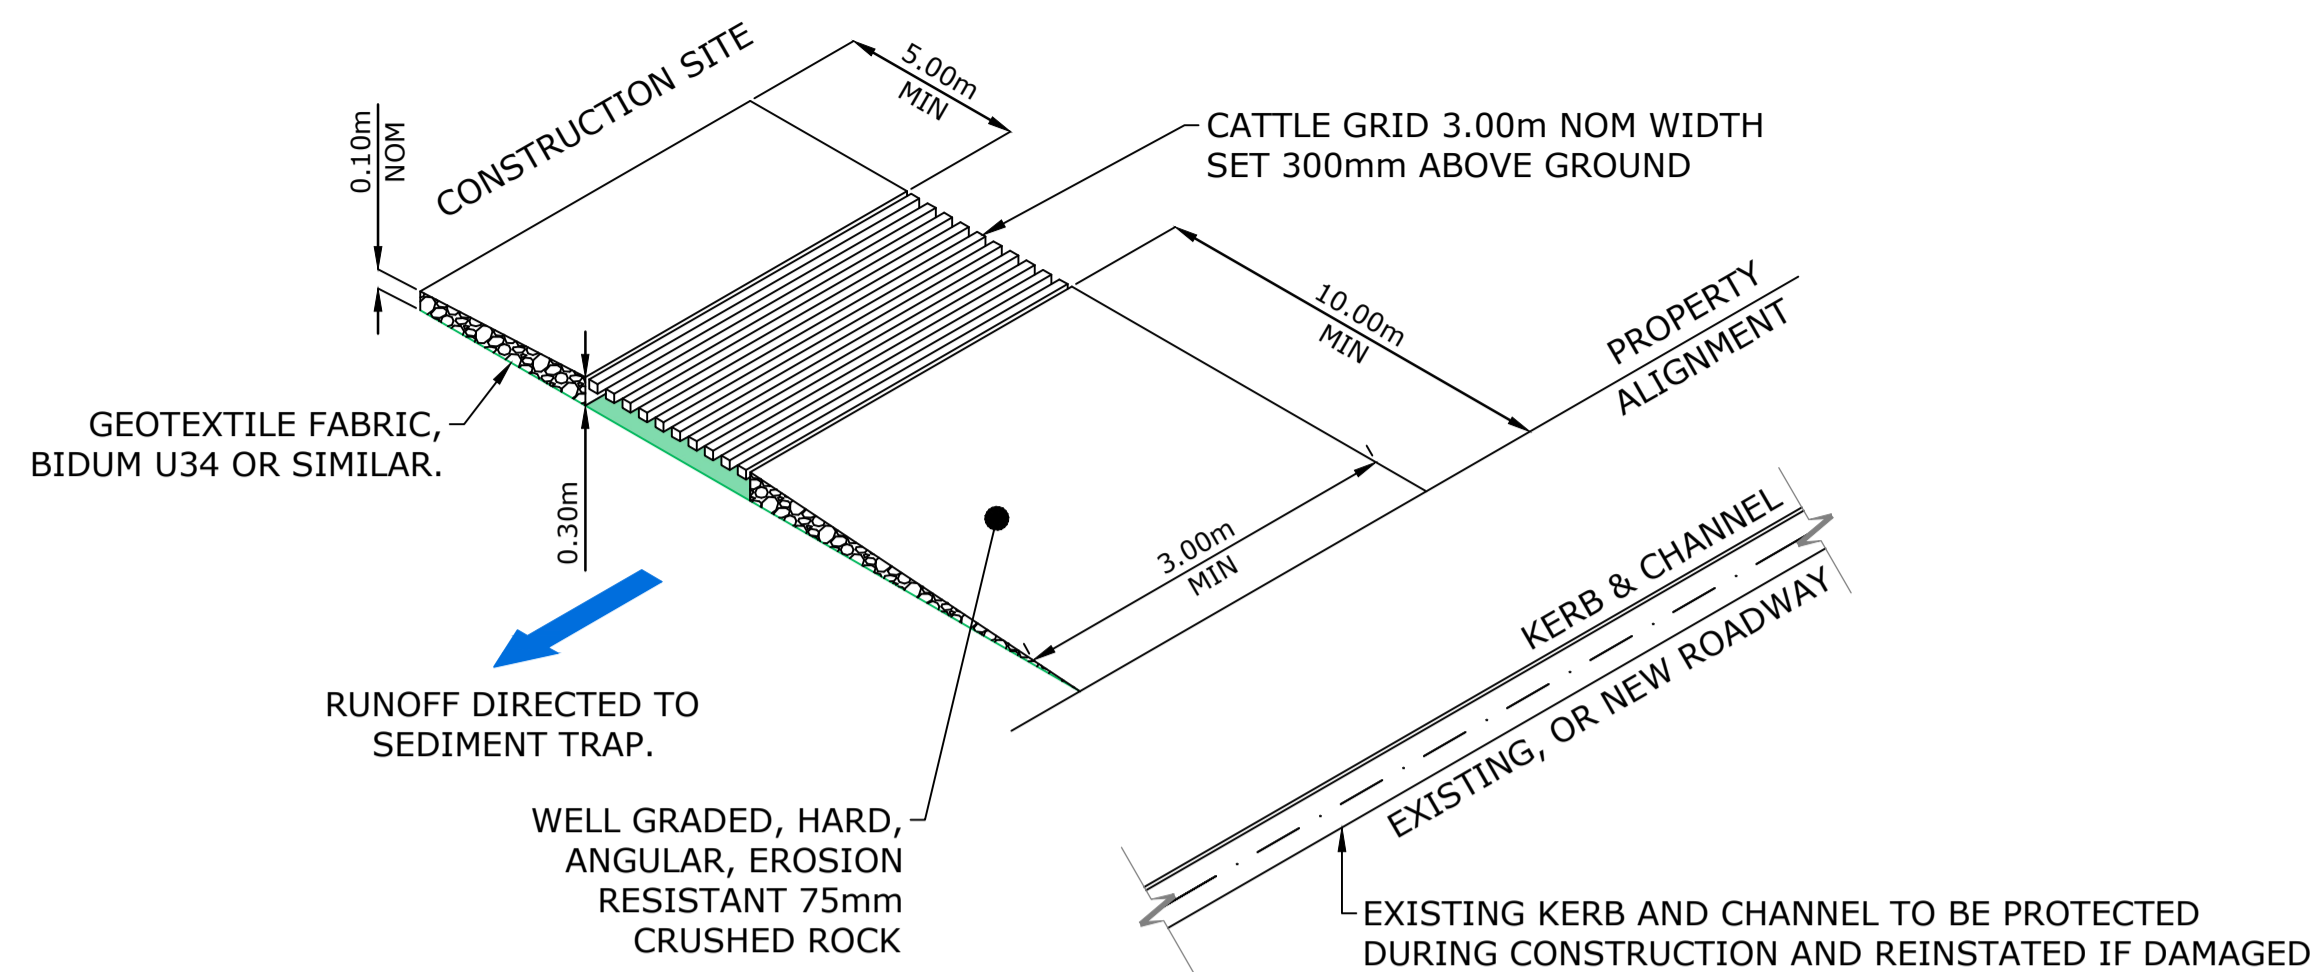 CONSTRUCTION SITE
5.00m
MIN
0.10m
NOM
CATTLE GRID 3.00m NOM WIDTH
SET 300mm ABOVE GROUND
10.00m
MIN
PROPERTY
ALIGNMENT
GEOTEXTILE FABRIC,
BIDUM U34 OR SIMILAR.
0.30m
3.00m
MIN
KERB & CHANNEL
EXISTING, OR NEW ROADWAY
RUNOFF DIRECTED TO
SEDIMENT TRAP.
WELL GRADED, HARD,
ANGULAR, EROSION
RESISTANT 75mm
CRUSHED ROCK
EXISTING KERB AND CHANNEL TO BE PROTECTED
DURING CONSTRUCTION AND REINSTATED IF DAMAGED